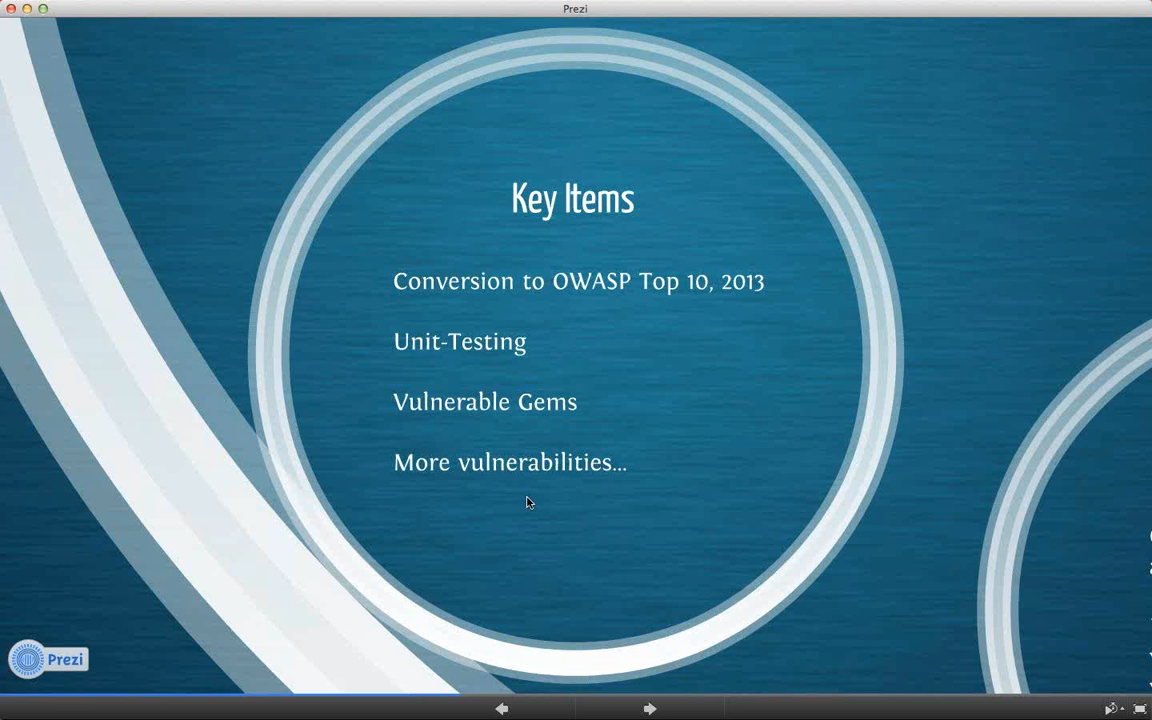 Prezi
Key Items
Conversion to OWASP Top 10, 2013
Unit-Testing
Vulnerable Gems
More vulnerabilities...
Prezi